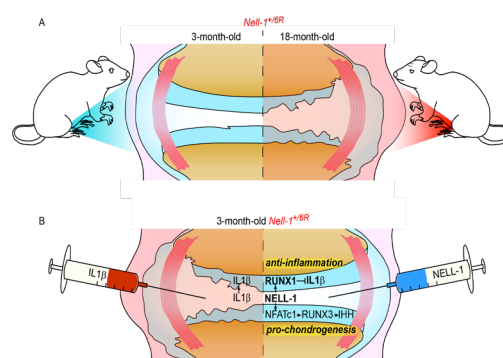 Nell-1+/6R
A
3-month-old
18-month-old
B
3-month-old Nell-1+/6R
anti-inflammation
IL1β
IL1β
IL1β
RUNX1⊣IL1β
NELL-1
NFATc1▸RUNX3▸IHH
pro-chondrogenesis
NELL-1